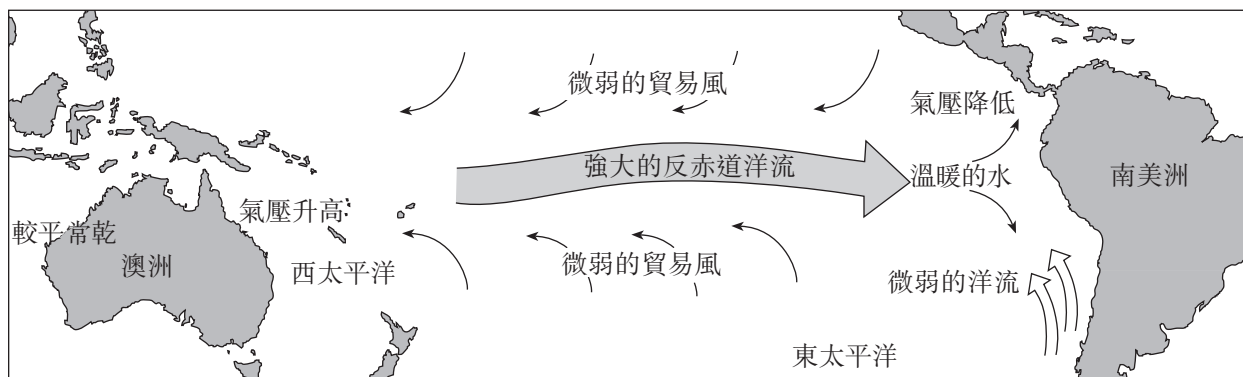 微弱的貿易風
氣壓降低
強大的反赤道洋流
溫暖的水
南美洲
氣壓升高
較平常乾
澳洲
西太平洋
微弱的貿易風
微弱的洋流
東太平洋